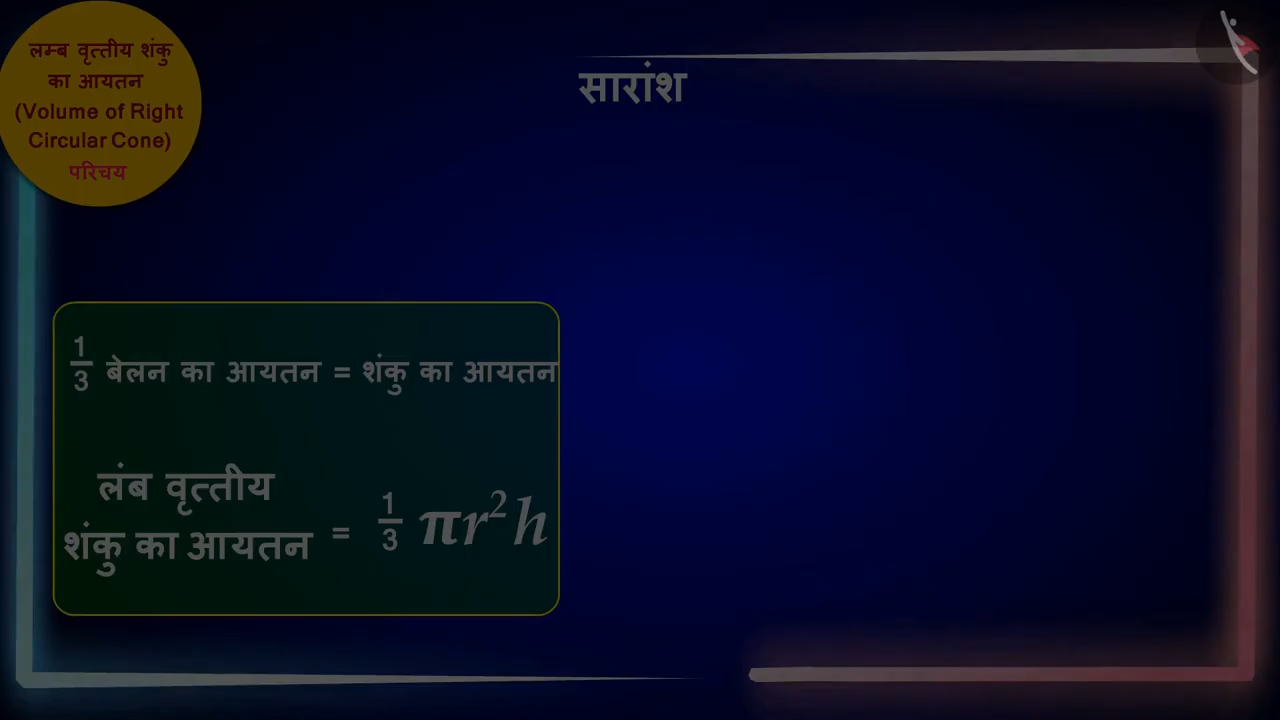 लम्ब वृत्तीय शंकु
का आयतन
(Volume of Right
Circular Cone)
परिचय
सारांश
1/3 बेलन का आयतन = शंकु का आयतन
लंब वृत्तीय
शंकु का आयतन = 1/3 πr²h